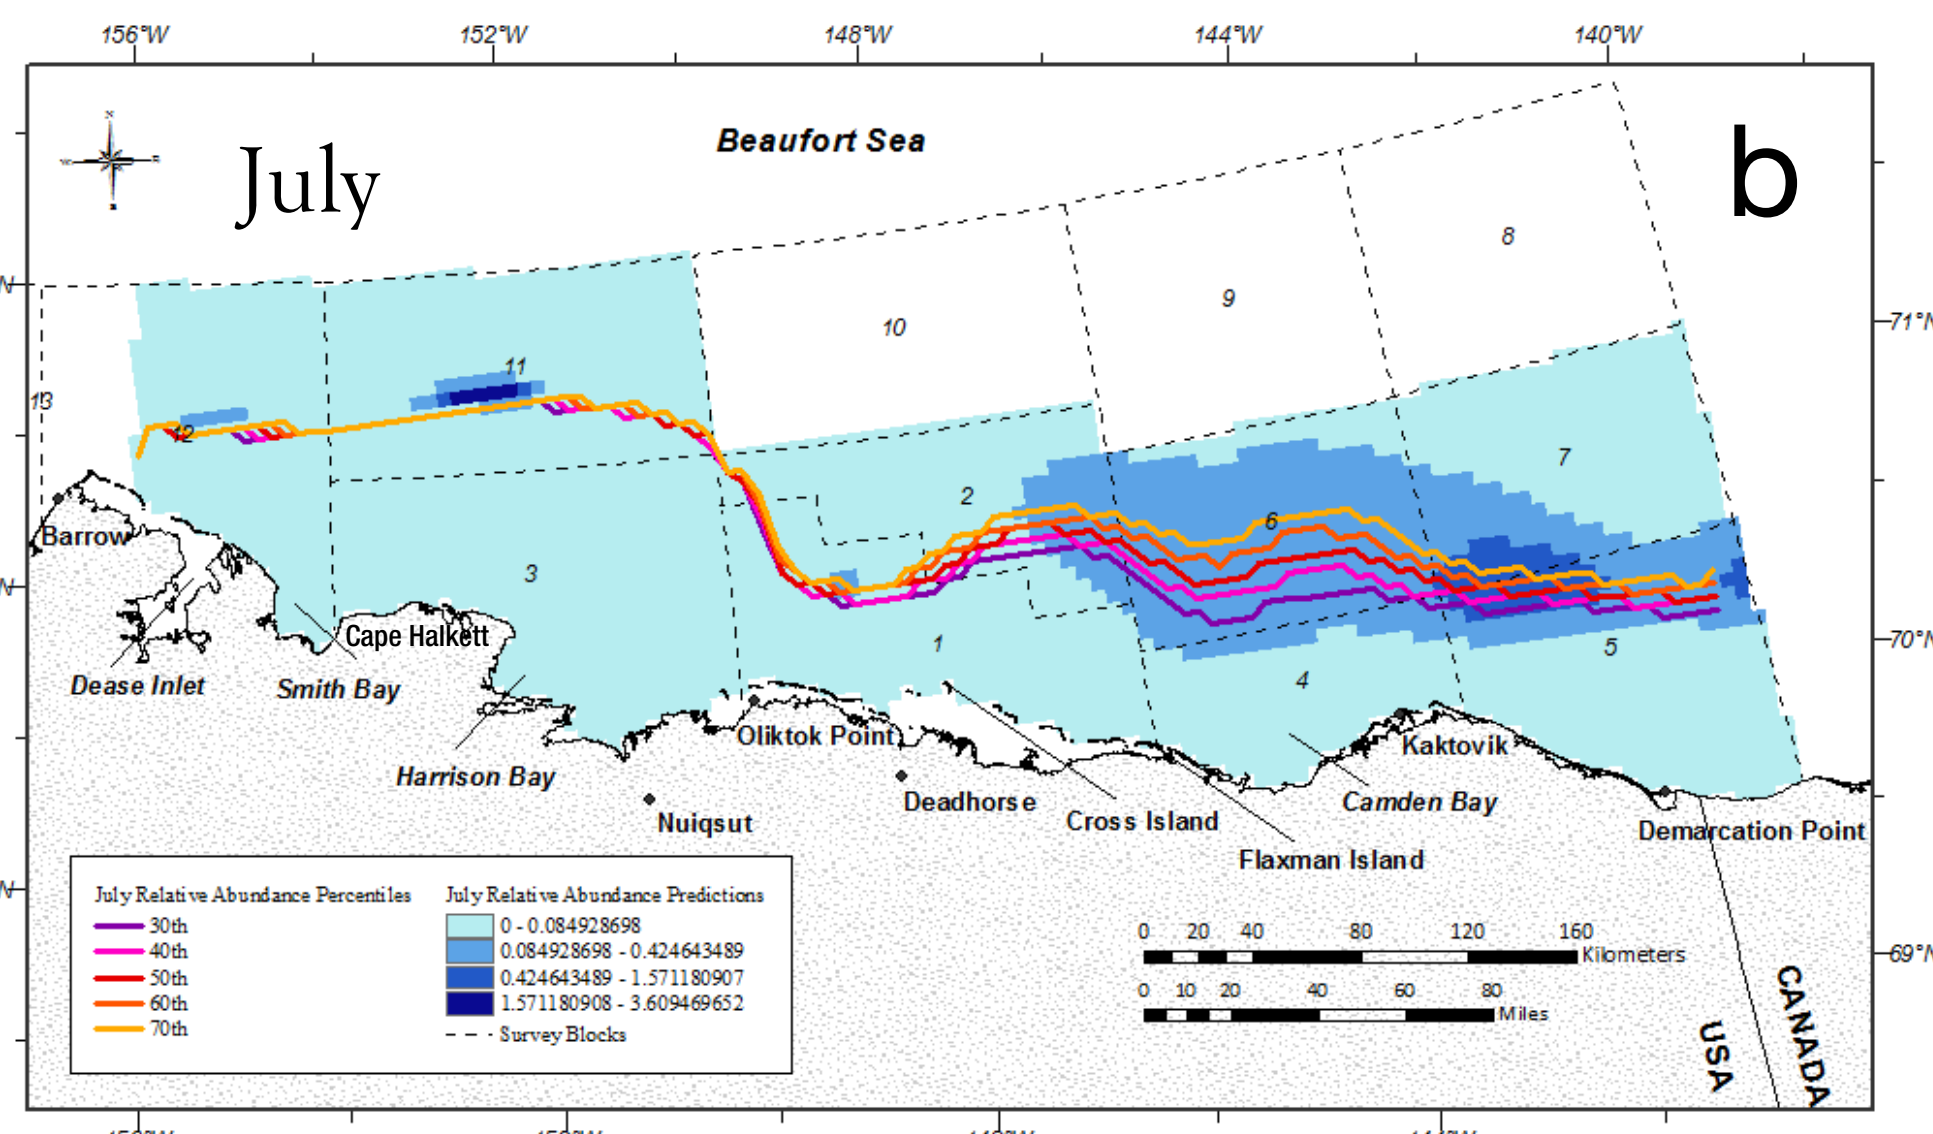 156°W 152°W 148°W 144°W 140°W
Beaufort Sea
July
b
8
9
10
71°N
11
13
12
7
2
6
Barrow
3
1
5
4
70°N
Cape Halkett
Dease Inlet
Smith Bay
Harrison Bay
Oliktok Point
Kaktovik
Nuiqsut
Deadhorse
Cross Island
Camden Bay
Flaxman Island
Demarcation Point
July Relative Abundance Percentiles
30th
40th
50th
60th
70th
July Relative Abundance Predictions
0 - 0.084928698
0.084928698 - 0.424643489
0.424643489 - 1.571180907
1.571180908 - 3.609469652
Survey Blocks
0 20 40 80 120 160
Kilometers
0 10 20 40 60 80
Miles
69°N
USA
CANADA